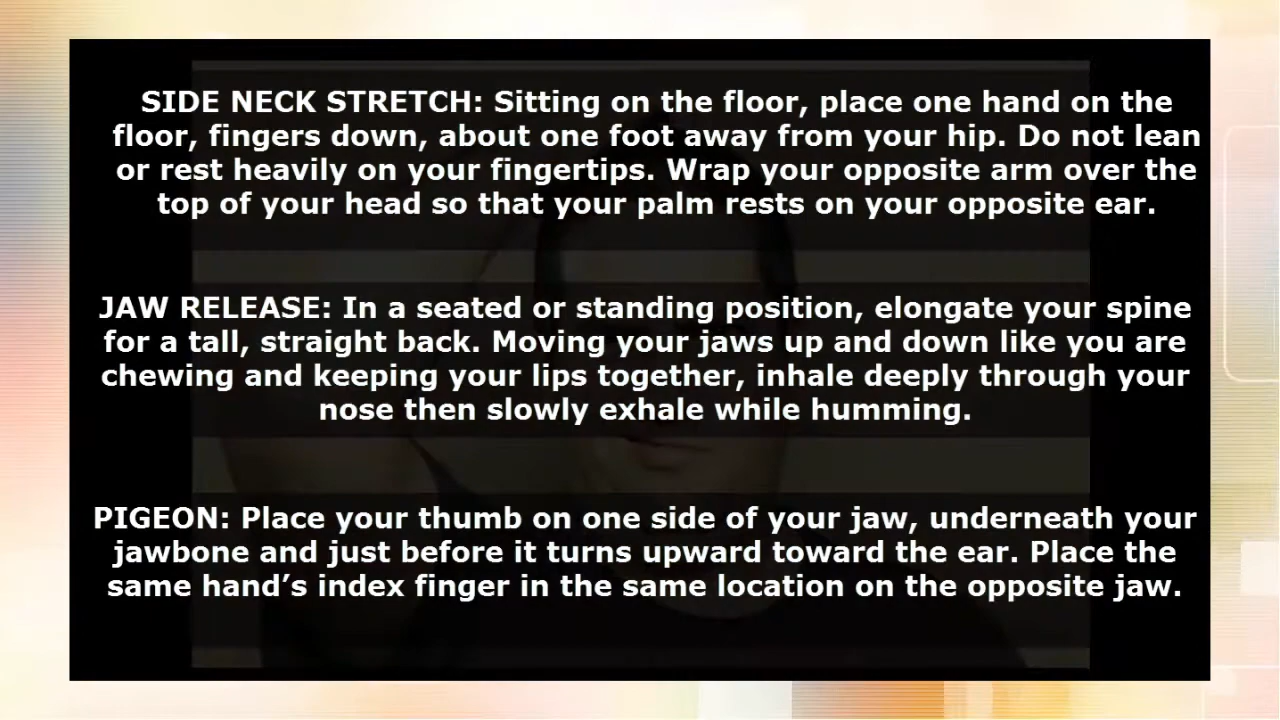 SIDE NECK STRETCH: Sitting on the floor, place one hand on the
floor, fingers down, about one foot away from your hip. Do not lean
or rest heavily on your fingertips. Wrap your opposite arm over the
top of your head so that your palm rests on your opposite ear.
JAW RELEASE: In a seated or standing position, elongate your spine
for a tall, straight back. Moving your jaws up and down like you are
chewing and keeping your lips together, inhale deeply through your
nose then slowly exhale while humming.
PIGEON: Place your thumb on one side of your jaw, underneath your
jawbone and just before it turns upward toward the ear. Place the
same hand’s index finger in the same location on the opposite jaw.